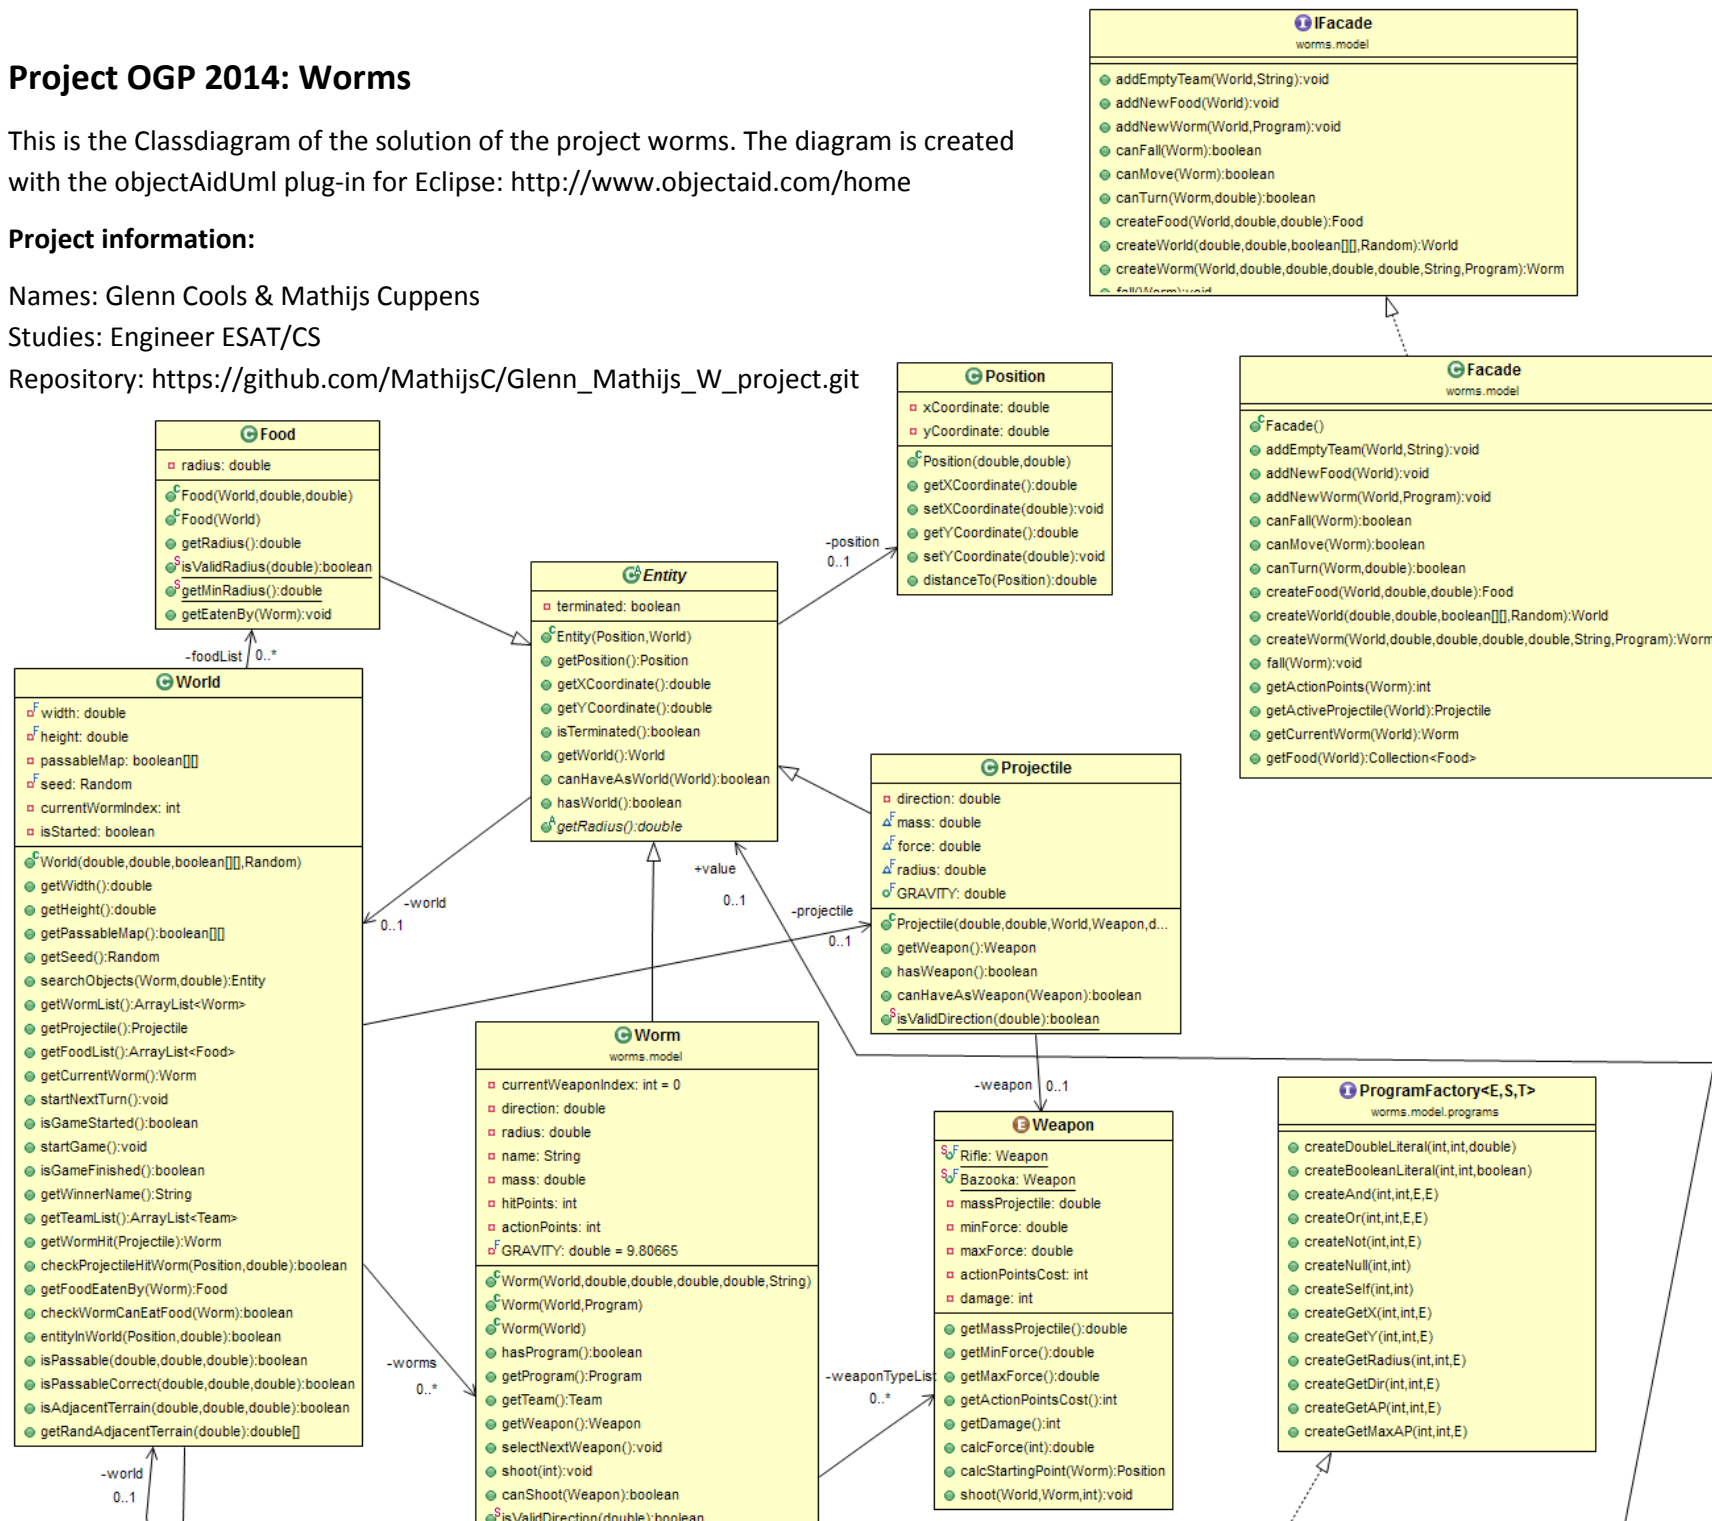 Project OGP 2014: Worms
This is the Classdiagram of the solution of the project worms. The diagram is created
with the objectAidUml plug-in for Eclipse: http://www.objectaid.com/home
Project information:
Names: Glenn Cools & Mathijs Cuppens
Studies: Engineer ESAT/CS
Repository: https://github.com/MathijsC/Glenn_Mathijs_W_project.git
IFacade
worms.model
addEmptyTeam(World,String):void
addNewFood(World):void
addNewWorm(World,Program):void
canFall(Worm):boolean
canMove(Worm):boolean
canTurn(Worm,double):boolean
createFood(World,double,double):Food
createWorld(double,double,boolean[][],Random):World
createWorm(World,double,double,double,double,String,Program):Worm
fall(Worm):void
Facade
worms.model
Facade()
addEmptyTeam(World,String):void
addNewFood(World):void
addNewWorm(World,Program):void
canFall(Worm):boolean
canMove(Worm):boolean
canTurn(Worm,double):boolean
createFood(World,double,double):Food
createWorld(double,double,boolean[][],Random):World
createWorm(World,double,double,double,double,String,Program):Worm
fall(Worm):void
getActionPoints(Worm):int
getActiveProjectile(World):Projectile
getCurrentWorm(World):Worm
getFood(World):Collection<Food>
Position
xCoordinate: double
yCoordinate: double
Position(double,double)
getXCoordinate():double
setXCoordinate(double):void
getYCoordinate():double
setYCoordinate(double):void
distanceTo(Position):double
Food
radius: double
Food(World,double,double)
Food(World)
getRadius():double
isValidRadius(double):boolean
getMinRadius():double
getEatenBy(Worm):void
-position
0..1
Entity
terminated: boolean
Entity(Position,World)
getPosition():Position
getXCoordinate():double
getYCoordinate():double
isTerminated():boolean
getWorld():World
canHaveAsWorld(World):boolean
hasWorld():boolean
getRadius():double
-foodList 0..*
World
width: double
height: double
passableMap: boolean[][]
seed: Random
currentWormIndex: int
isStarted: boolean
World(double,double,boolean[][],Random)
getWidth():double
getHeight():double
getPassableMap():boolean[][]
getSeed():Random
searchObjects(Worm,double):Entity
getWormList():ArrayList<Worm>
getProjectile():Projectile
getFoodList():ArrayList<Food>
getCurrentWorm():Worm
startNextTurn():void
isGameStarted():boolean
startGame():void
isGameFinished():boolean
getWinnerName():String
getTeamList():ArrayList<Team>
getWormHit(Projectile):Worm
checkProjectileHitWorm(Position,double):boolean
getFoodEatenBy(Worm):Food
checkWormCanEatFood(Worm):boolean
entityInWorld(Position,double):boolean
isPassable(double,double,double):boolean
isPassableCorrect(double,double,double):boolean
isAdjacentTerrain(double,double,double):boolean
getRandAdjacentTerrain(double):double[]
-world
0..1
+value
0..1
-projectile
0..1
Projectile
direction: double
mass: double
force: double
radius: double
GRAVITY: double
Projectile(double,double,World,Weapon,d...
getWeapon():Weapon
hasWeapon():boolean
canHaveAsWeapon(Weapon):boolean
isValidDirection(double):boolean
-weapon 0..1
Worm
worms.model
currentWeaponIndex: int = 0
direction: double
radius: double
name: String
mass: double
hitPoints: int
actionPoints: int
GRAVITY: double = 9.80665
Worm(World,double,double,double,double,String)
Worm(World,Program)
Worm(World)
hasProgram():boolean
getProgram():Program
getTeam():Team
getWeapon():Weapon
selectNextWeapon():void
shoot(int):void
canShoot(Weapon):boolean
isValidDirection(double):boolean
-worms
0..*
-weaponTypeList
0..*
Weapon
Rifle: Weapon
Bazooka: Weapon
massProjectile: double
minForce: double
maxForce: double
actionPointsCost: int
damage: int
getMassProjectile():double
getMinForce():double
getMaxForce():double
getActionPointsCost():int
getDamage():int
calcForce(int):double
calcStartingPoint(Worm):Position
shoot(World,Worm,int):void
ProgramFactory<E,S,T>
worms.model.programs
createDoubleLiteral(int,int,double)
createBooleanLiteral(int,int,boolean)
createAnd(int,int,E,E)
createOr(int,int,E,E)
createNot(int,int,E)
createNull(int,int)
createSelf(int,int)
createGetX(int,int,E)
createGetY(int,int,E)
createGetRadius(int,int,E)
createGetDir(int,int,E)
createGetAP(int,int,E)
createGetMaxAP(int,int,E)
-world
0..1